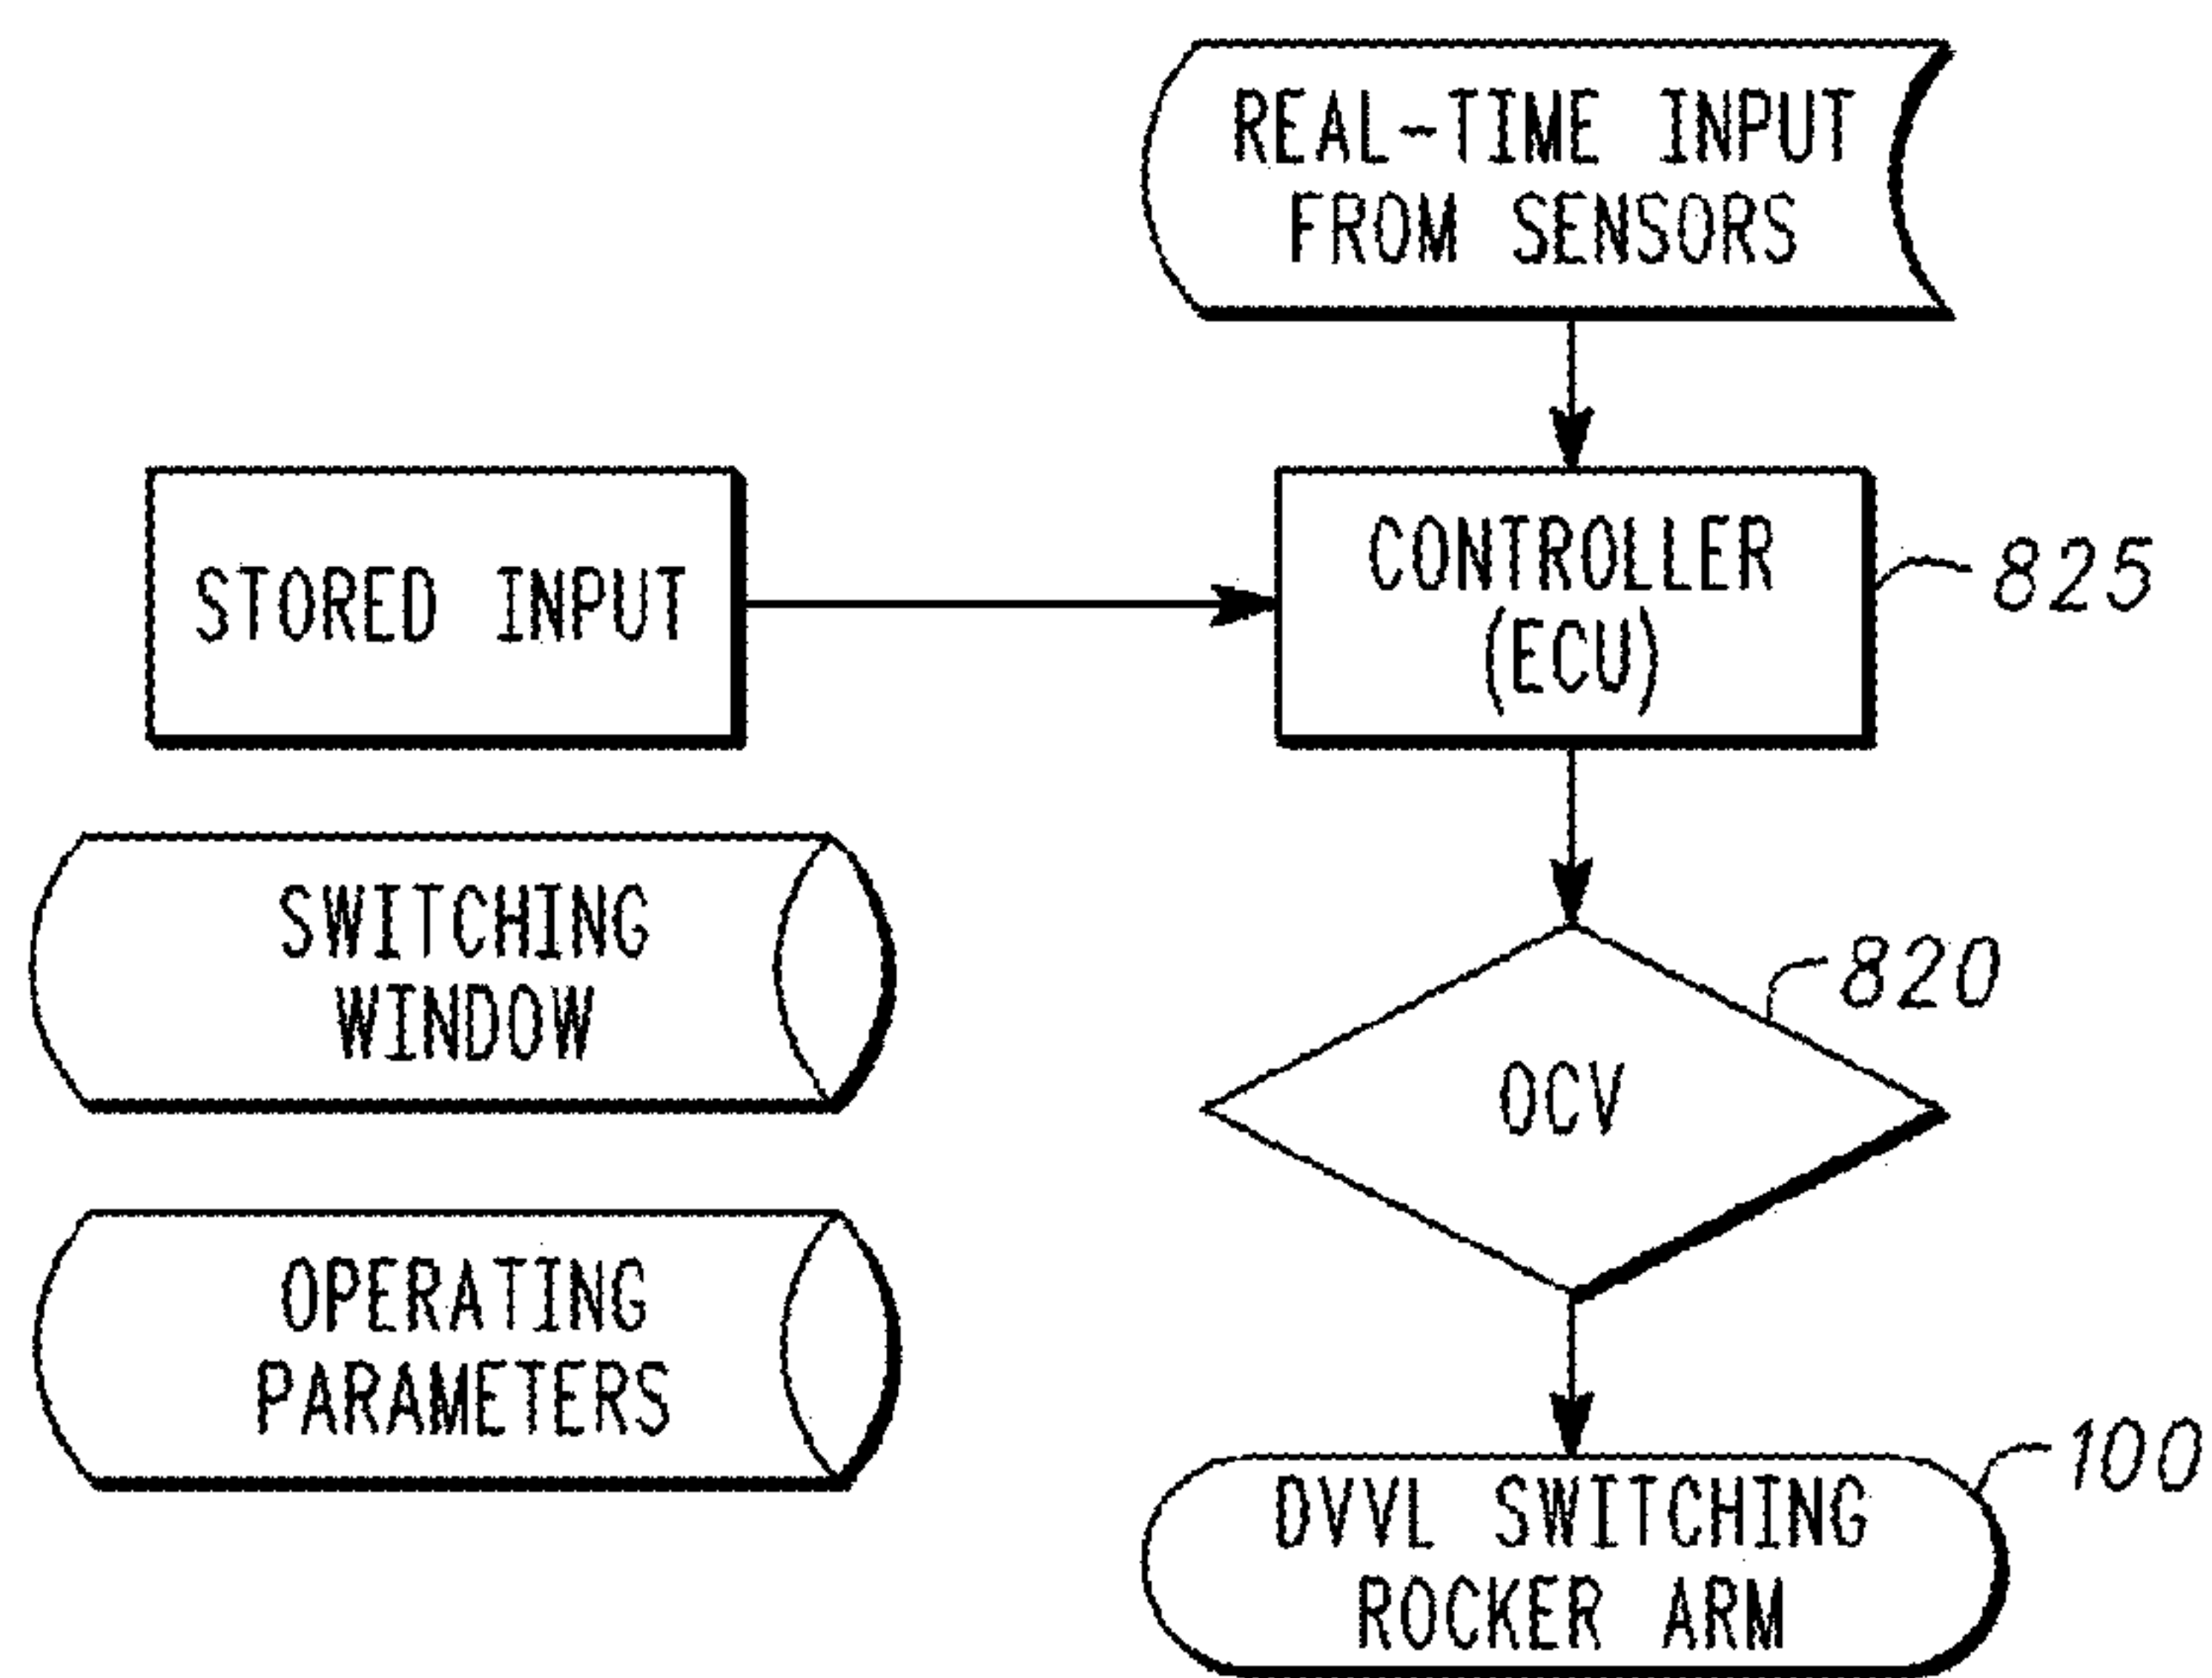 REAL-TIME INPUT
FROM SENSORS
STORED INPUT
CONTROLLER
(ECU)
825
SWITCHING
WINDOW
820
OCV
OPERATING
PARAMETERS
100
DVVL SWITCHING
ROCKER ARM